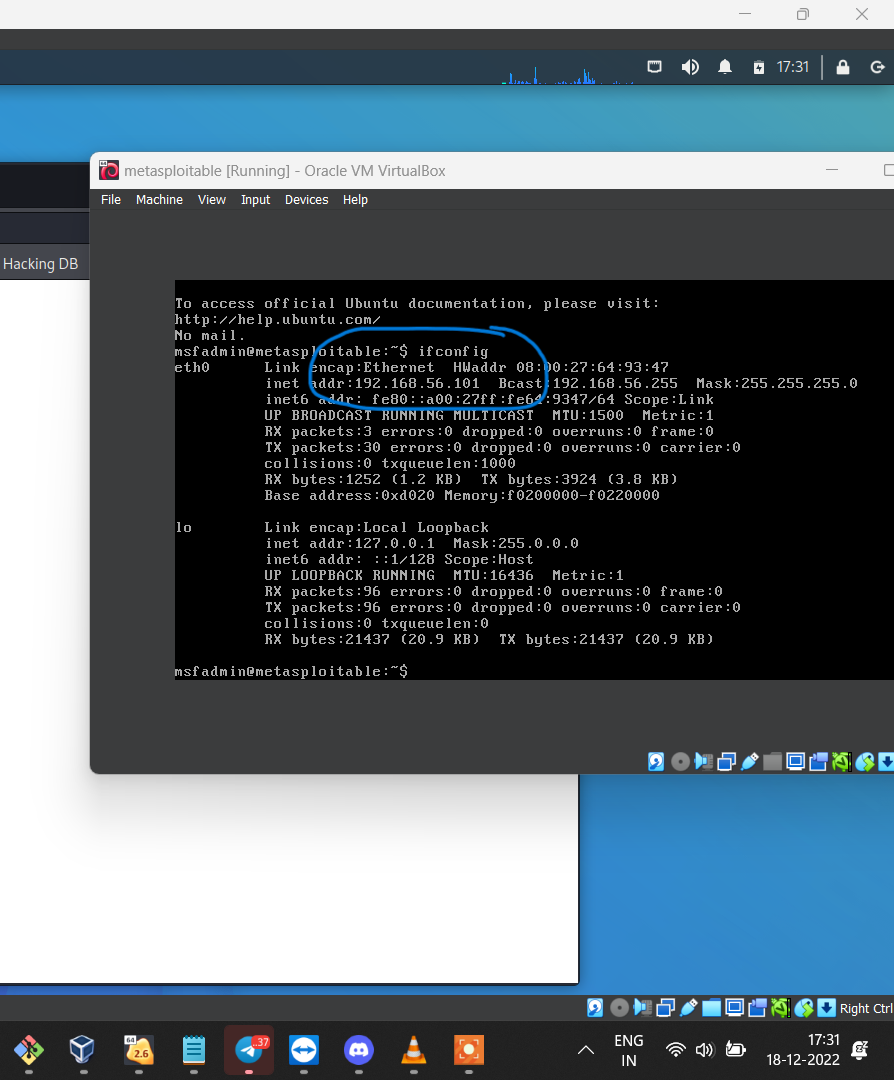 17:31
metasploitable [Running] - Oracle VM VirtualBox
File Machine View Input Devices Help
Hacking DB
To access official Ubuntu documentation, please visit:
http://help.ubuntu.com/
No mail.
msfadmin@metasploitable:~$ ifconfig
eth0 Link encap:Ethernet HWaddr 08:00:27:64:93:47
inet addr:192.168.56.101 Bcast:192.168.56.255 Mask:255.255.255.0
inet6 addr: fe80::a00:27ff:fe64:9347/64 Scope:Link
UP BROADCAST RUNNING MULTICAST MTU:1500 Metric:1
RX packets:3 errors:0 dropped:0 overruns:0 frame:0
TX packets:30 errors:0 dropped:0 overruns:0 carrier:0
collisions:0 txqueuelen:1000
RX bytes:1252 (1.2 KB) TX bytes:3924 (3.8 KB)
Base address:0xd020 Memory:f0200000-f0220000
lo Link encap:Local Loopback
inet addr:127.0.0.1 Mask:255.0.0.0
inet6 addr: ::1/128 Scope:Host
UP LOOPBACK RUNNING MTU:16436 Metric:1
RX packets:96 errors:0 dropped:0 overruns:0 frame:0
TX packets:96 errors:0 dropped:0 overruns:0 carrier:0
collisions:0 txqueuelen:0
RX bytes:21437 (20.9 KB) TX bytes:21437 (20.9 KB)
msfadmin@metasploitable:~$
Right Ctrl
64
2.6
..37
ENG
IN
17:31
18-12-2022